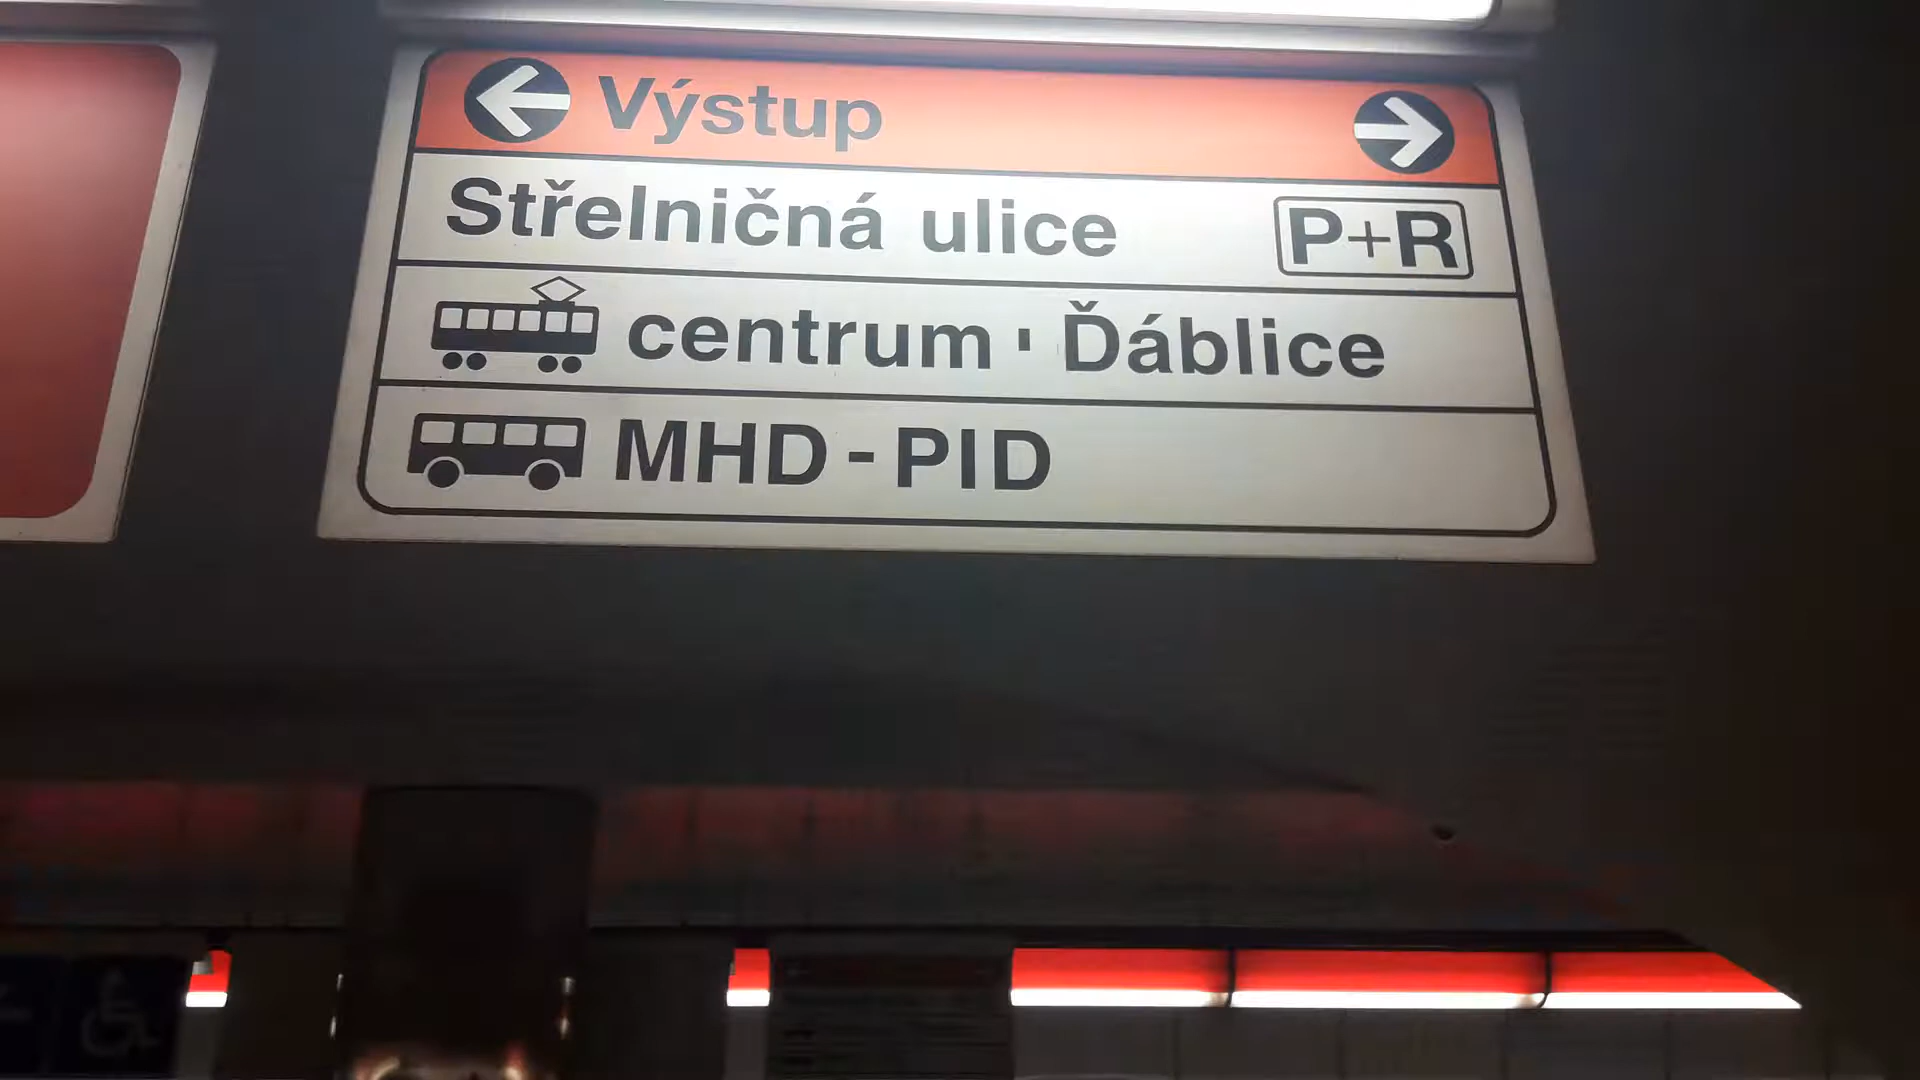 Výstup
Střelničná ulice P+R
centrum · Ďáblice
MHD - PID